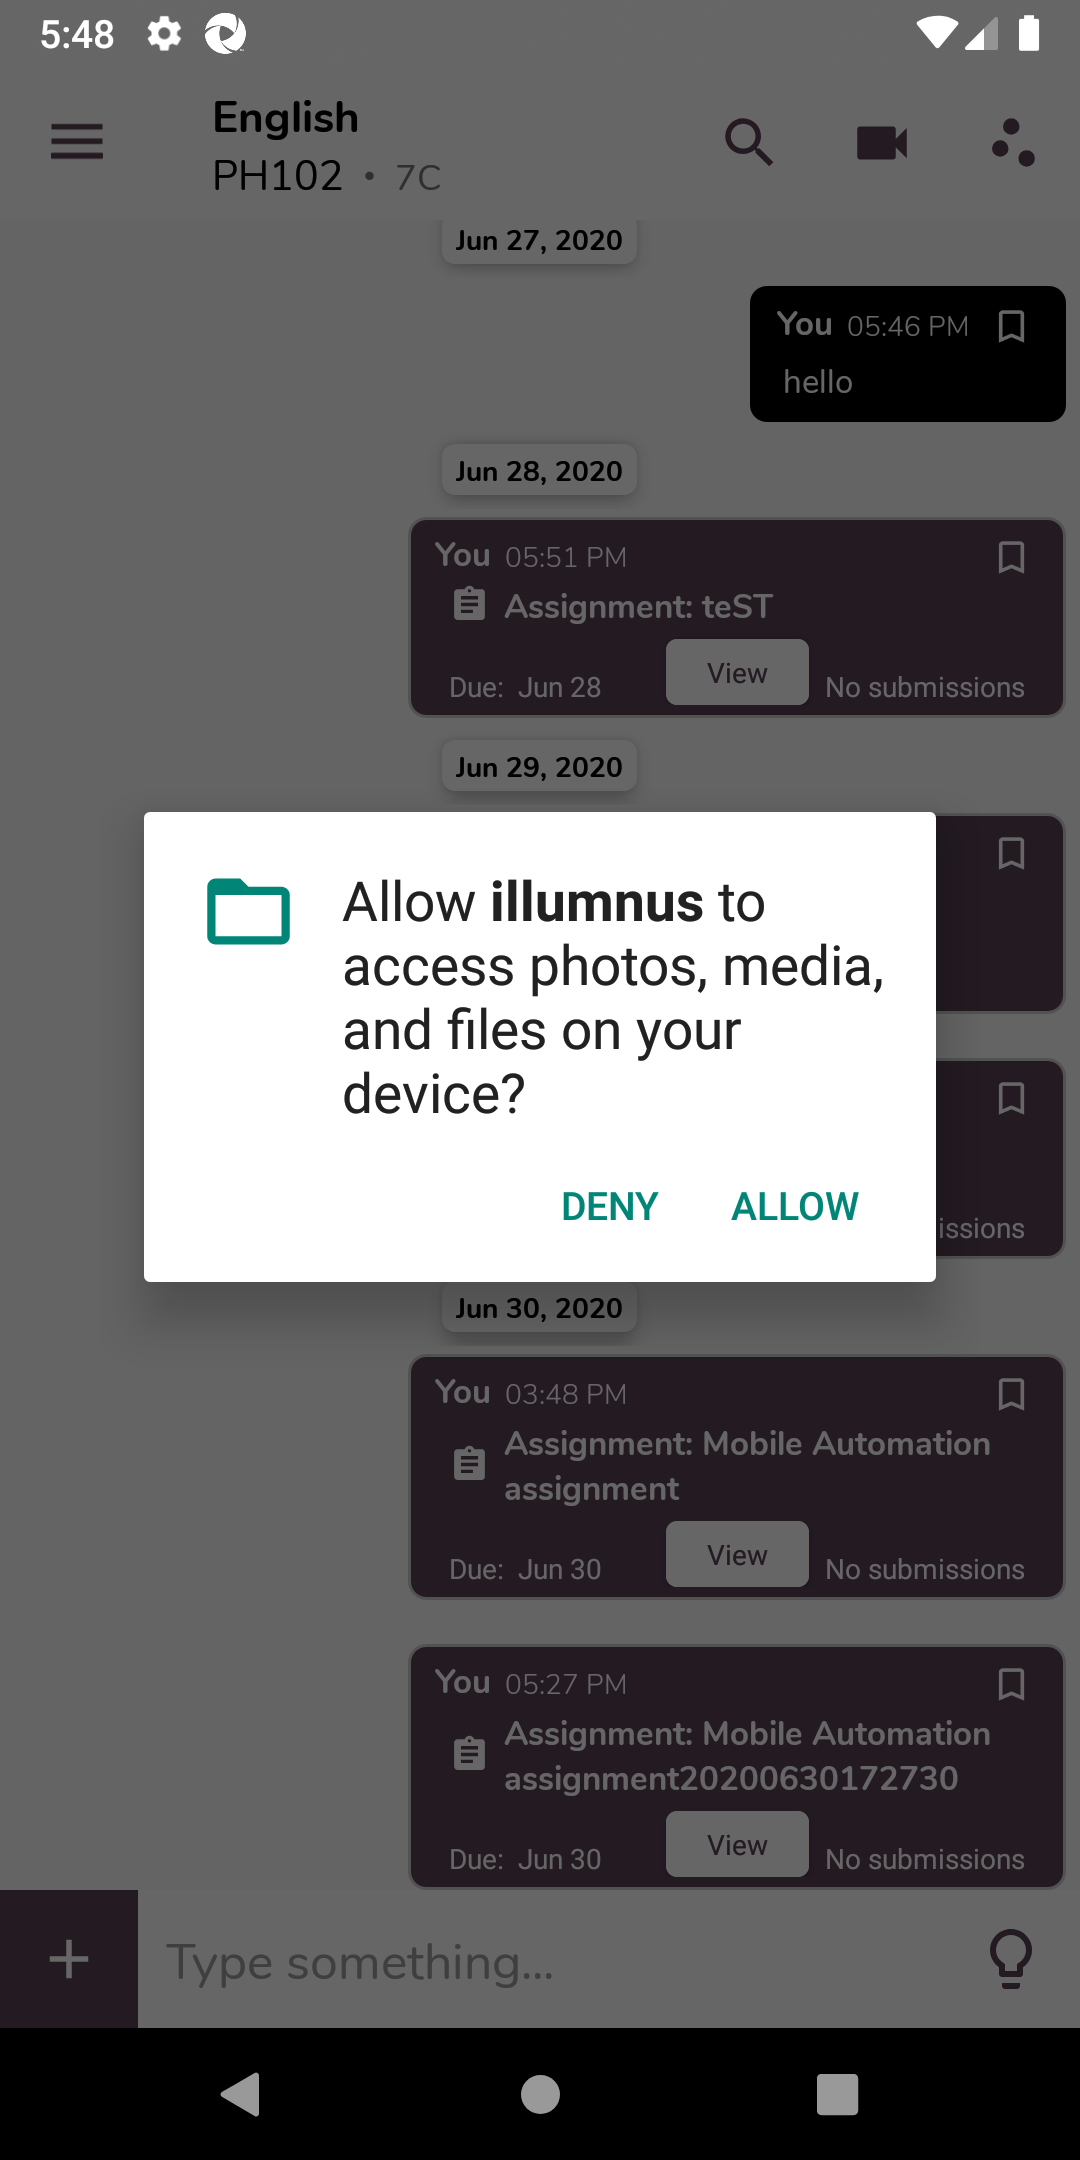 5:48
English
PH102 • 7C
Jun 27, 2020
You 05:46 PM
hello
Jun 28, 2020
You 05:51 PM
Assignment: teST
Due: Jun 28 View No submissions
Jun 29, 2020
Allow illumnus to
access photos, media,
and files on your
device?
DENY ALLOW
issions
Jun 30, 2020
You 03:48 PM
Assignment: Mobile Automation
assignment
Due: Jun 30 View No submissions
You 05:27 PM
Assignment: Mobile Automation
assignment20200630172730
Due: Jun 30 View No submissions
Type something...